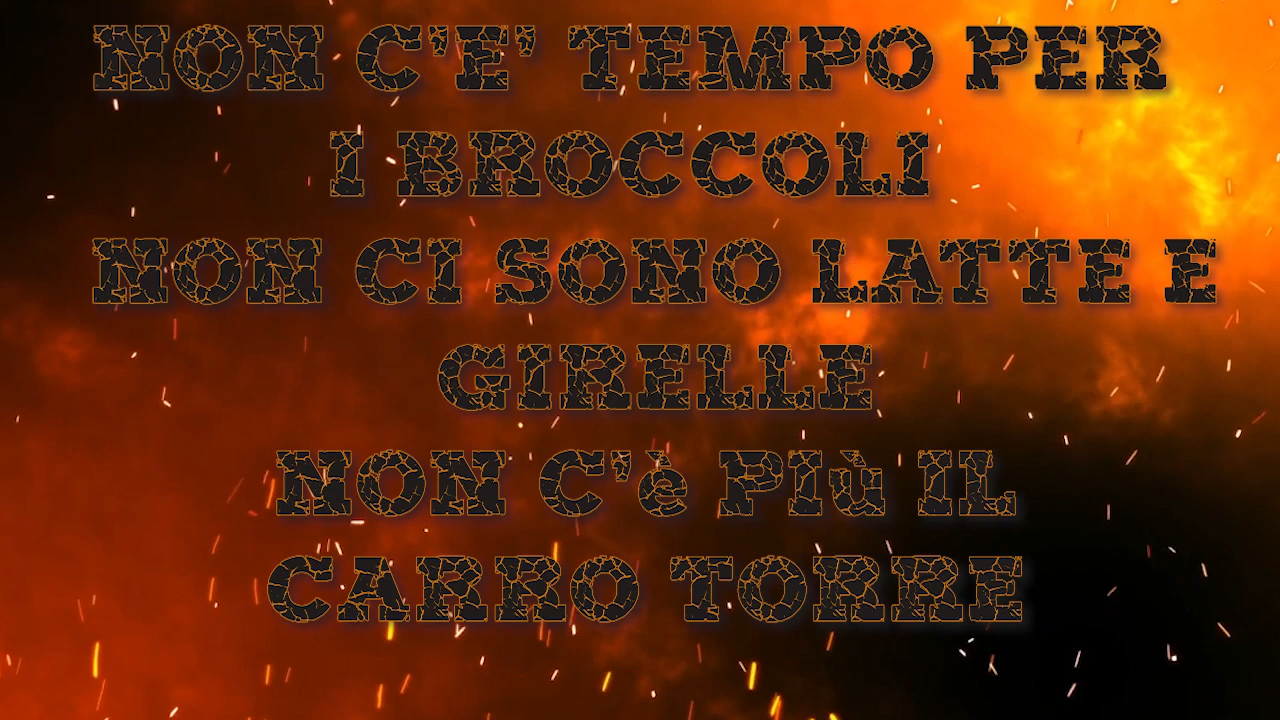 NON C'E' TEMPO PER
I BROCCOLI
NON CI SONO LATTE E
GIRELLE
NON C'è PIù IL
CARRO TORRE